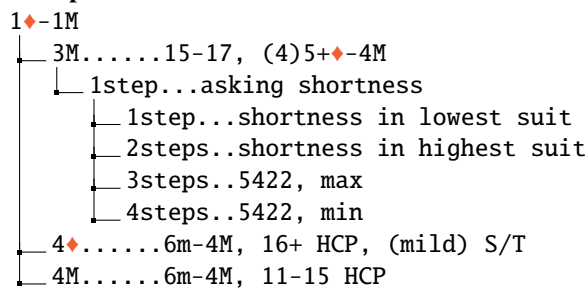 1♦-1M
3M......15-17, (4)5+♦-4M
1step...asking shortness
1step...shortness in lowest suit
2steps..shortness in highest suit
3steps..5422, max
4steps..5422, min
4♦......6m-4M, 16+ HCP, (mild) S/T
4M......6m-4M, 11-15 HCP